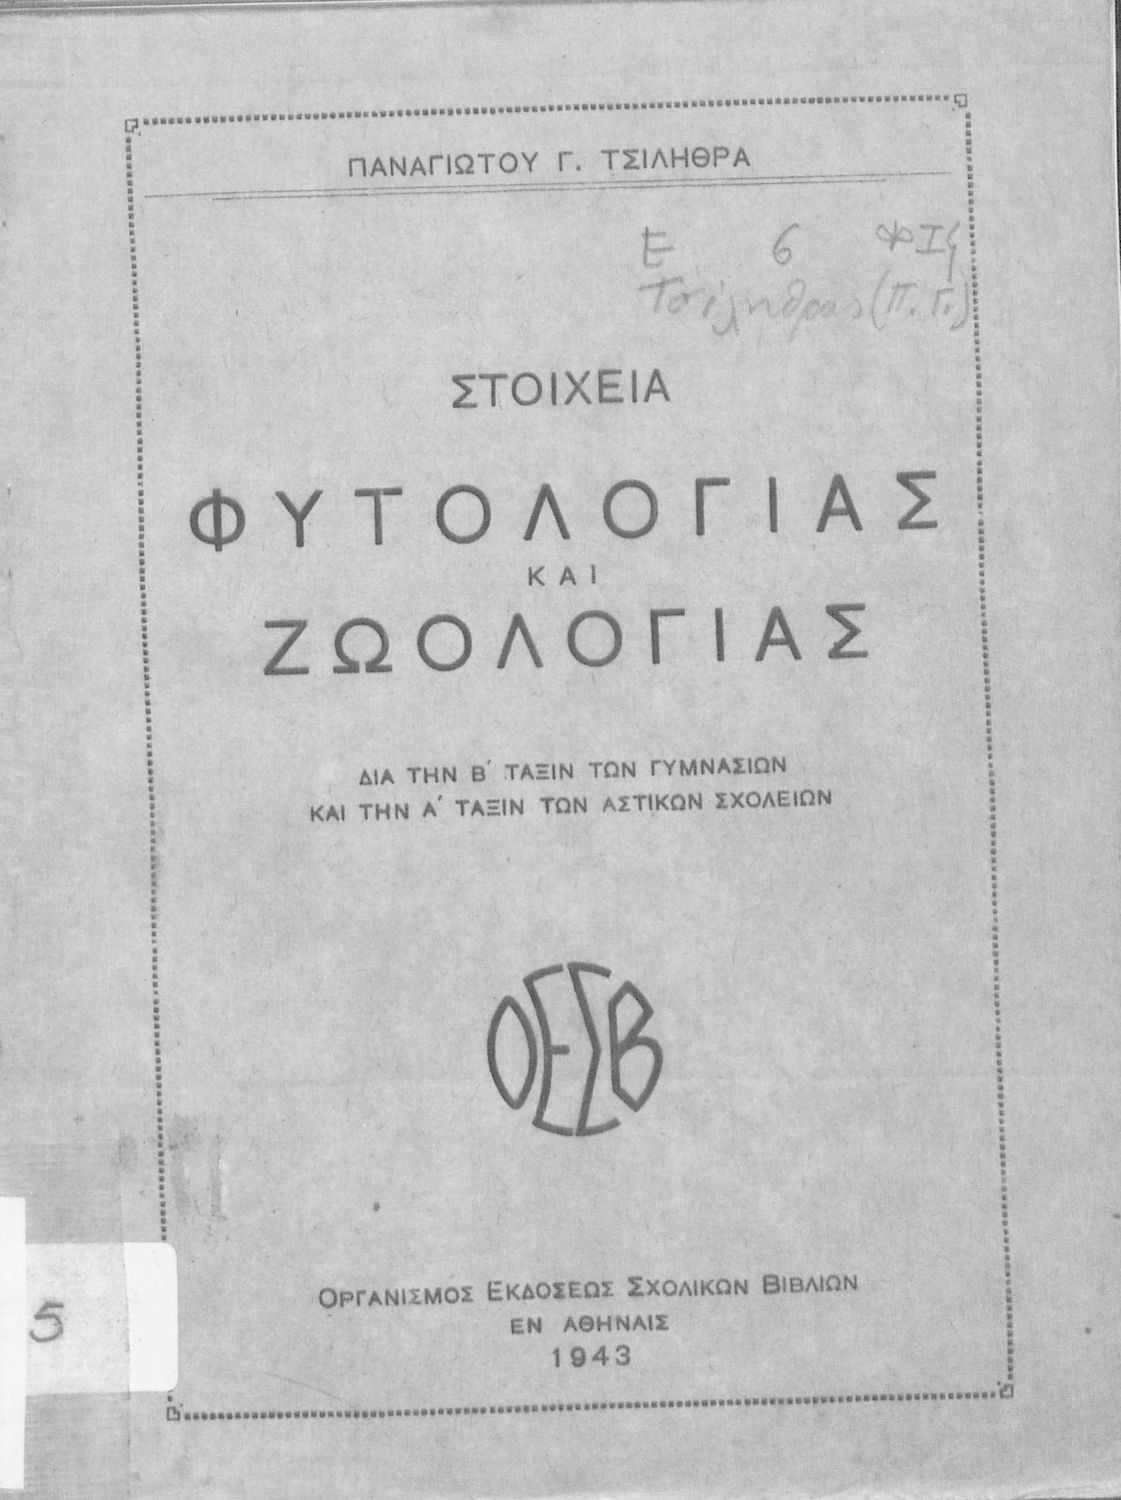 ΠΑΝΑΓΙΩΤΟΥ Γ. ΤΣΙΛΗΘΡΑ
Ε 6 ΦΙς
Τσίληθρας (Π. Γ.)
ΣΤΟΙΧΕΙΑ
ΦΥΤΟΛΟΓΙΑΣ
ΚΑΙ
ΖΩΟΛΟΓΙΑΣ
ΔΙΑ ΤΗΝ Β΄ ΤΑΞΙΝ ΤΩΝ ΓΥΜΝΑΣΙΩΝ
ΚΑΙ ΤΗΝ Α΄ ΤΑΞΙΝ ΤΩΝ ΑΣΤΙΚΩΝ ΣΧΟΛΕΙΩΝ
ΟΕΣΒ
ΟΡΓΑΝΙΣΜΟΣ ΕΚΔΟΣΕΩΣ ΣΧΟΛΙΚΩΝ ΒΙΒΛΙΩΝ
ΕΝ ΑΘΗΝΑΙΣ
1943
5